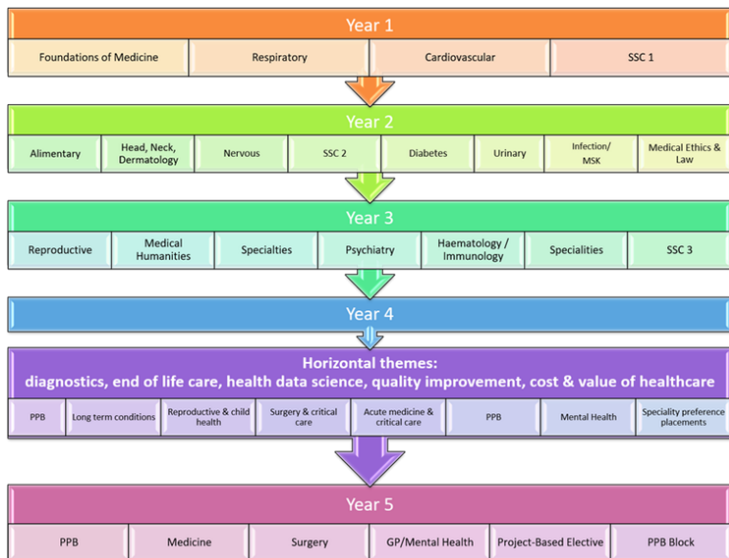 Year 1
Foundations of Medicine
Respiratory
Cardiovascular
SSC 1
Year 2
Alimentary
Head, Neck,
Dermatology
Nervous
SSC 2
Diabetes
Urinary
Infection/
MSK
Medical Ethics &
Law
Year 3
Reproductive
Medical
Humanities
Specialties
Psychiatry
Haematology /
Immunology
Specialities
SSC 3
Year 4
Horizontal themes:
diagnostics, end of life care, health data science, quality improvement, cost & value of healthcare
PPB
Long term conditions
Reproductive & child
health
Surgery & critical
care
Acute medicine &
critical care
PPB
Mental Health
Speciality preference
placements
Year 5
PPB
Medicine
Surgery
GP/Mental Health
Project-Based Elective
PPB Block